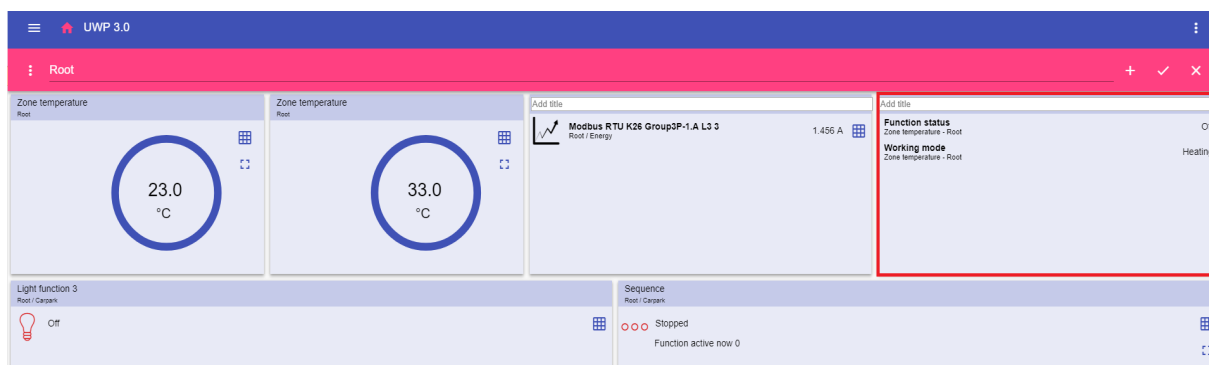 UWP 3.0
Root
Zone temperature
Root
23.0
°C
Zone temperature
Root
33.0
°C
Add title
Modbus RTU K26 Group3P-1.A L3 3
Root / Energy
1.456 A
Add title
Function status
Zone temperature - Root
Working mode
Zone temperature - Root
Heating
Light function 3
Root / Carpark
Off
Sequence
Root / Carpark
Stopped
Function active now 0